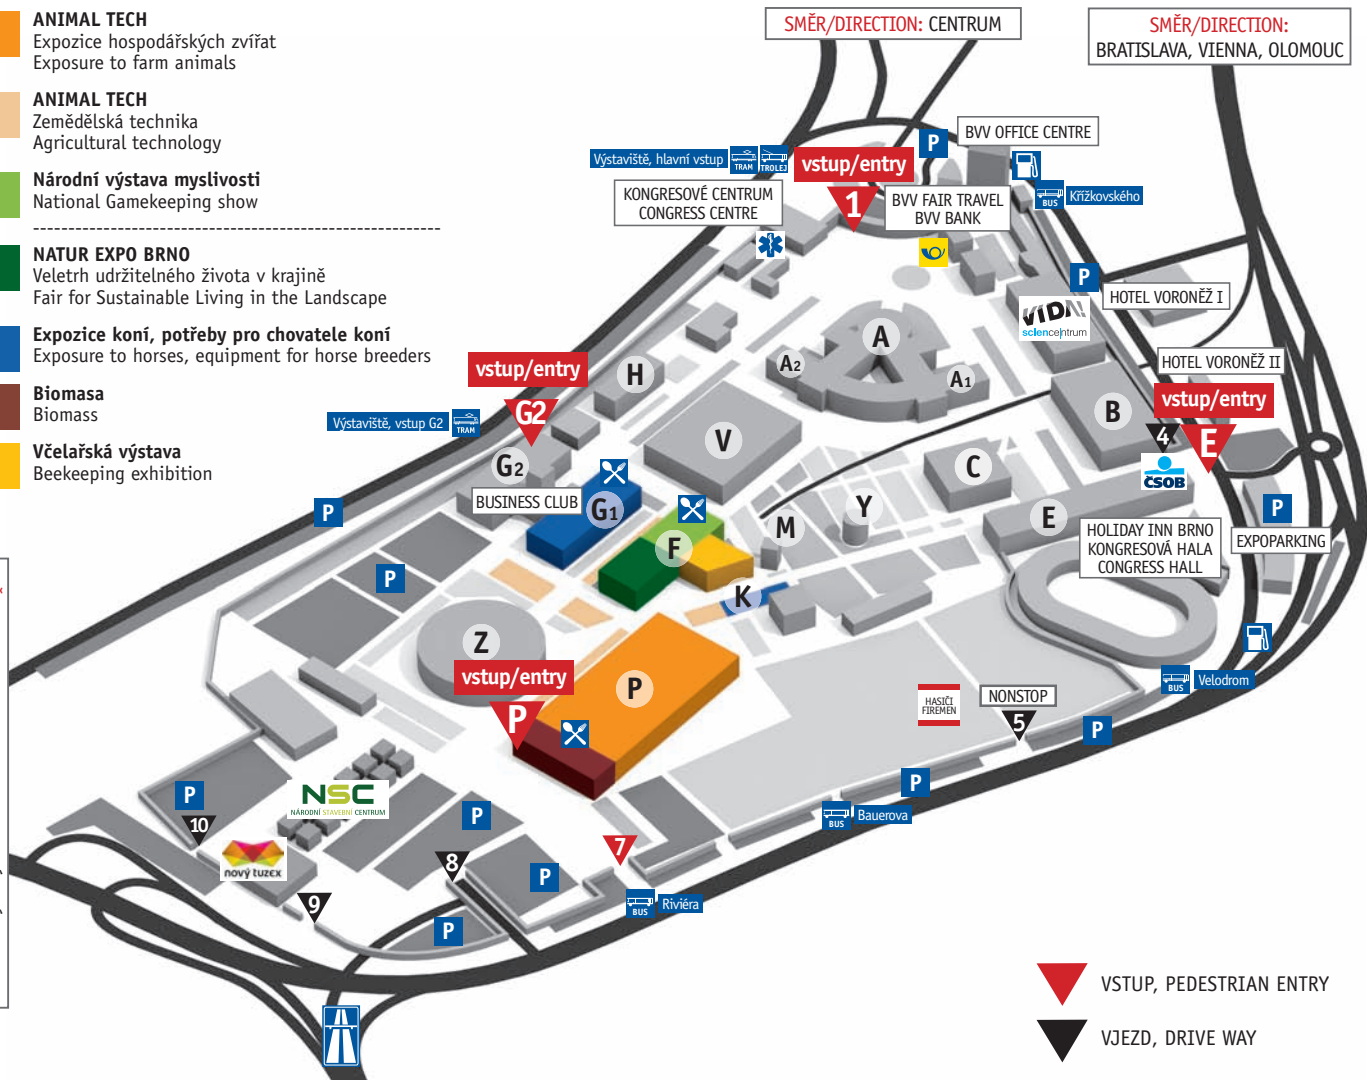 ANIMAL TECH
Expozice hospodářských zvířat
Exposure to farm animals
ANIMAL TECH
Zemědělská technika
Agricultural technology
Národní výstava myslivosti
National Gamekeeping show
NATUR EXPO BRNO
Veletrh udržitelného života v krajině
Fair for Sustainable Living in the Landscape
Expozice koní, potřeby pro chovatele koní
Exposure to horses, equipment for horse breeders
Biomasa
Biomass
Včelařská výstava
Beekeeping exhibition
SMĚR/DIRECTION: CENTRUM
SMĚR/DIRECTION:
BRATISLAVA, VIENNA, OLOMOUC
BVV OFFICE CENTRE
P
Výstaviště, hlavní vstup
TRAM
TROLEJ
vstup/entry
1
KONGRESOVÉ CENTRUM
CONGRESS CENTRE
BVV FAIR TRAVEL
BVV BANK
BUS
Křížkovského
P
HOTEL VORONĚŽ I
VIDA!
sciencentrum
HOTEL VORONĚŽ II
vstup/entry
E
4
ČSOB
A
A2
A1
B
H
vstup/entry
G2
Výstaviště, vstup G2
TRAM
V
G2
C
BUSINESS CLUB
G1
P
Y
M
E
P
F
HOLIDAY INN BRNO
KONGRESOVÁ HALA
CONGRESS HALL
EXPOPARKING
P
K
Z
vstup/entry
P
P
HASIČI
FIREMEN
NONSTOP
5
BUS
Velodrom
P
P
NSC
NÁRODNÍ STAVEBNÍ CENTRUM
P
10
P
BUS
Bauerova
nový tuzex
8
7
P
9
BUS
Riviéra
P
VSTUP, PEDESTRIAN ENTRY
VJEZD, DRIVE WAY